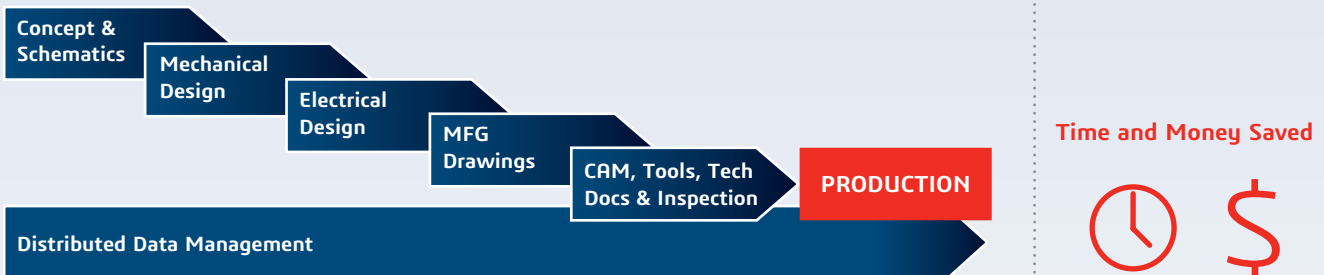 Concept &
Schematics
Mechanical
Design
Electrical
Design
MFG
Drawings
CAM, Tools, Tech
Docs & Inspection
PRODUCTION
Distributed Data Management
Time and Money Saved
$